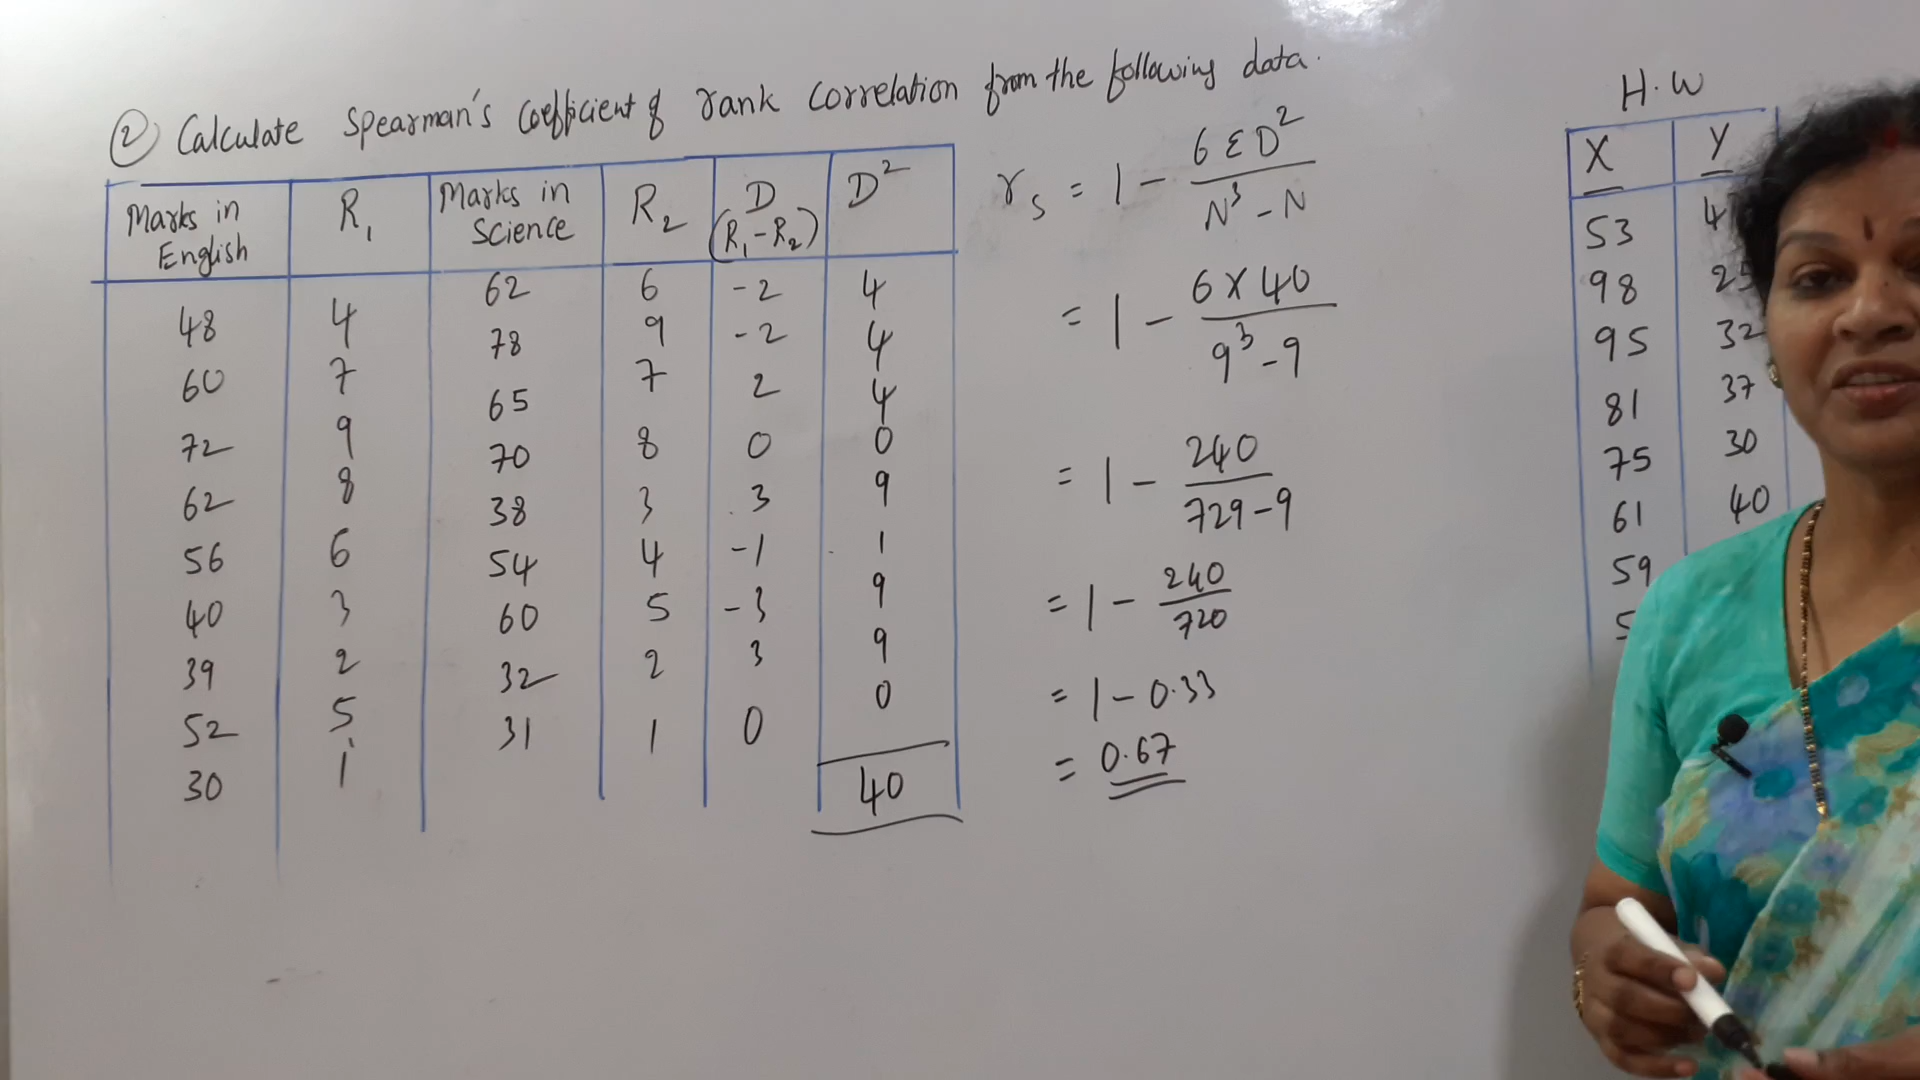 ② Calculate Spearman's Coefficient of rank correlation from the following data.
Marks in English R₁ Marks in Science R₂ D (R₁-R₂) D²
48 4 62 6 -2 4
60 7 78 9 -2 4
72 9 65 7 2 4
62 8 70 8 0 0
56 6 38 3 3 9
40 3 54 4 -1 1
39 2 60 5 -3 9
52 5 32 2 3 9
30 1 31 1 0 0
40
r_s = 1 - 6 Σ D² / N³ - N
= 1 - 6 X 40 / 9³ - 9
= 1 - 240 / 729 - 9
= 1 - 240 / 720
= 1 - 0.33
= 0.67
H.W
X Y
53
98 25
95 32
81 37
75 30
61 40
59